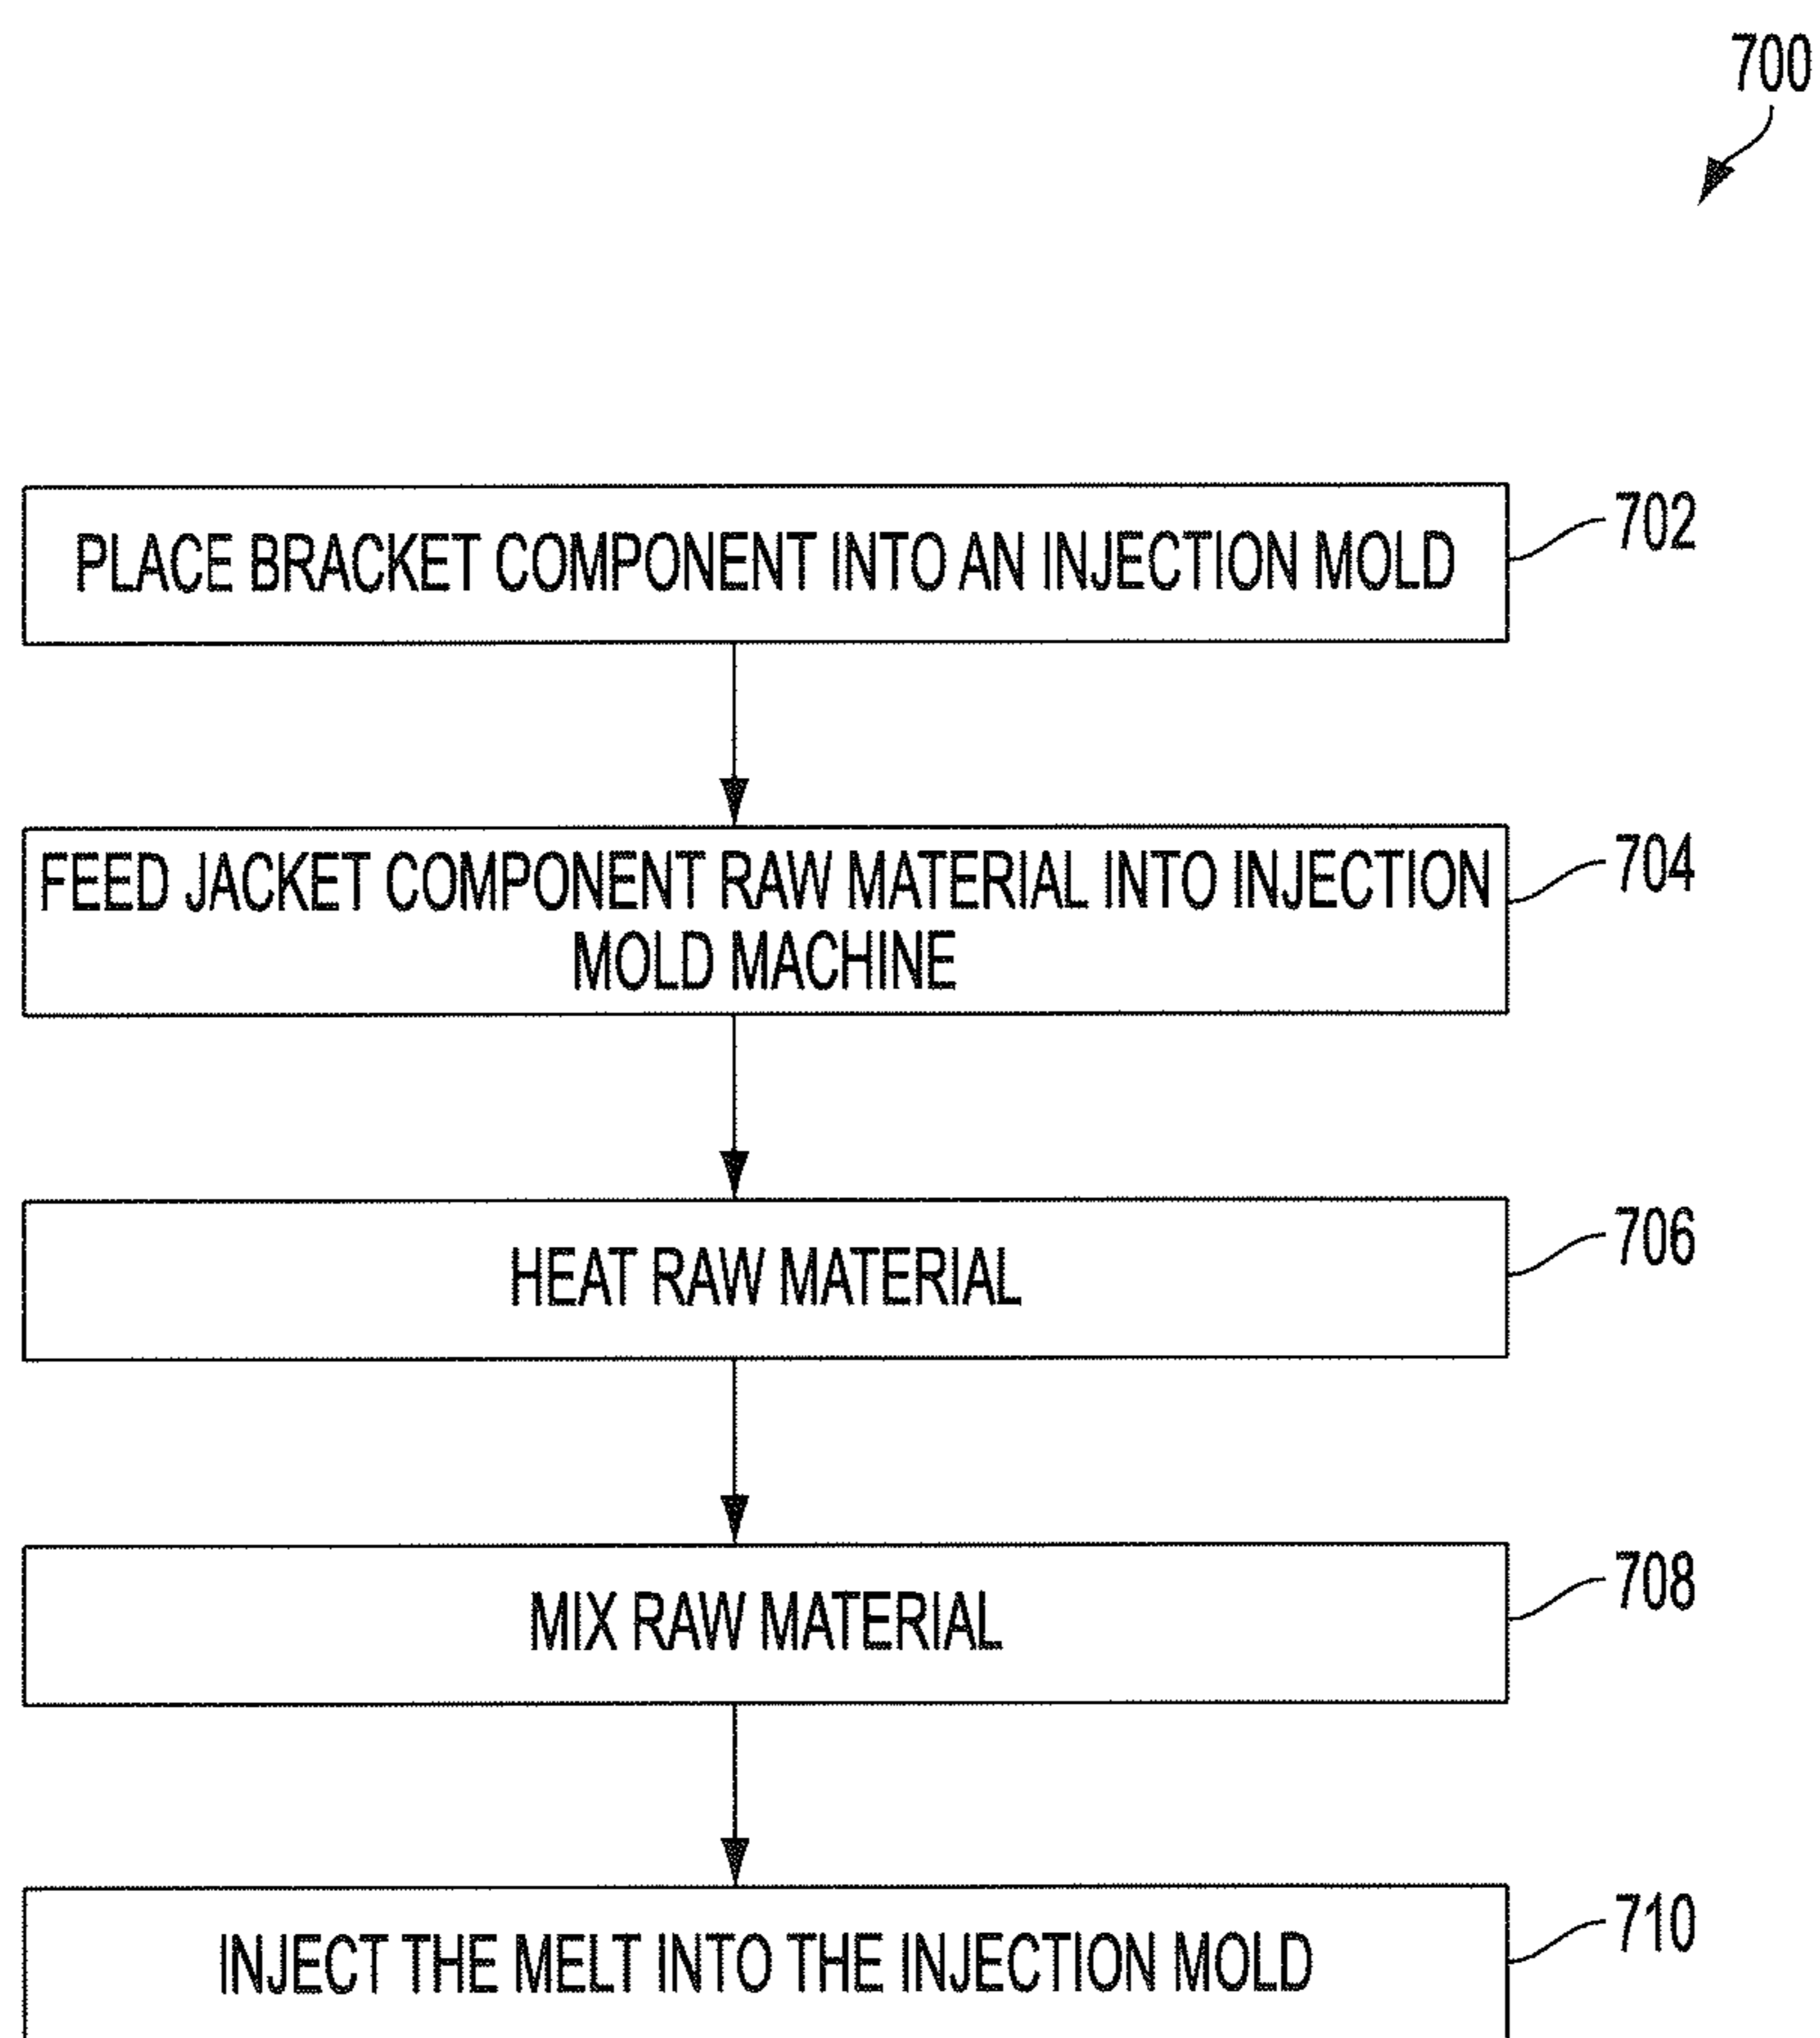 700
PLACE BRACKET COMPONENT INTO AN INJECTION MOLD
702
FEED JACKET COMPONENT RAW MATERIAL INTO INJECTION
MOLD MACHINE
704
HEAT RAW MATERIAL
706
MIX RAW MATERIAL
708
INJECT THE MELT INTO THE INJECTION MOLD
710